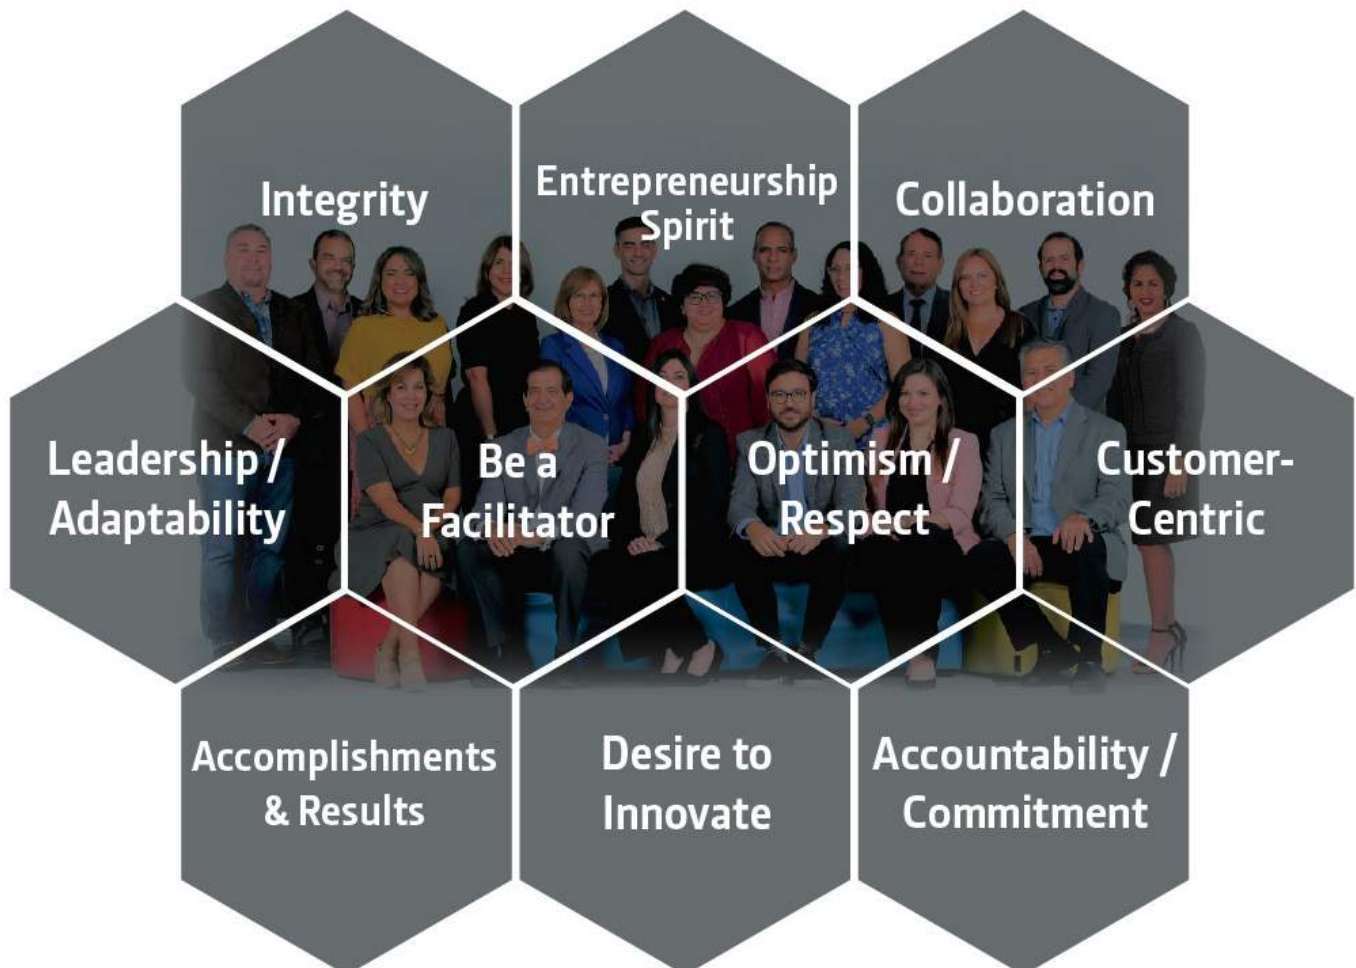 Integrity
Entrepreneurship
Spirit
Collaboration
Leadership /
Adaptability
Be a
Facilitator
Optimism /
Respect
Customer-
Centric
Accomplishments
& Results
Desire to
Innovate
Accountability /
Commitment